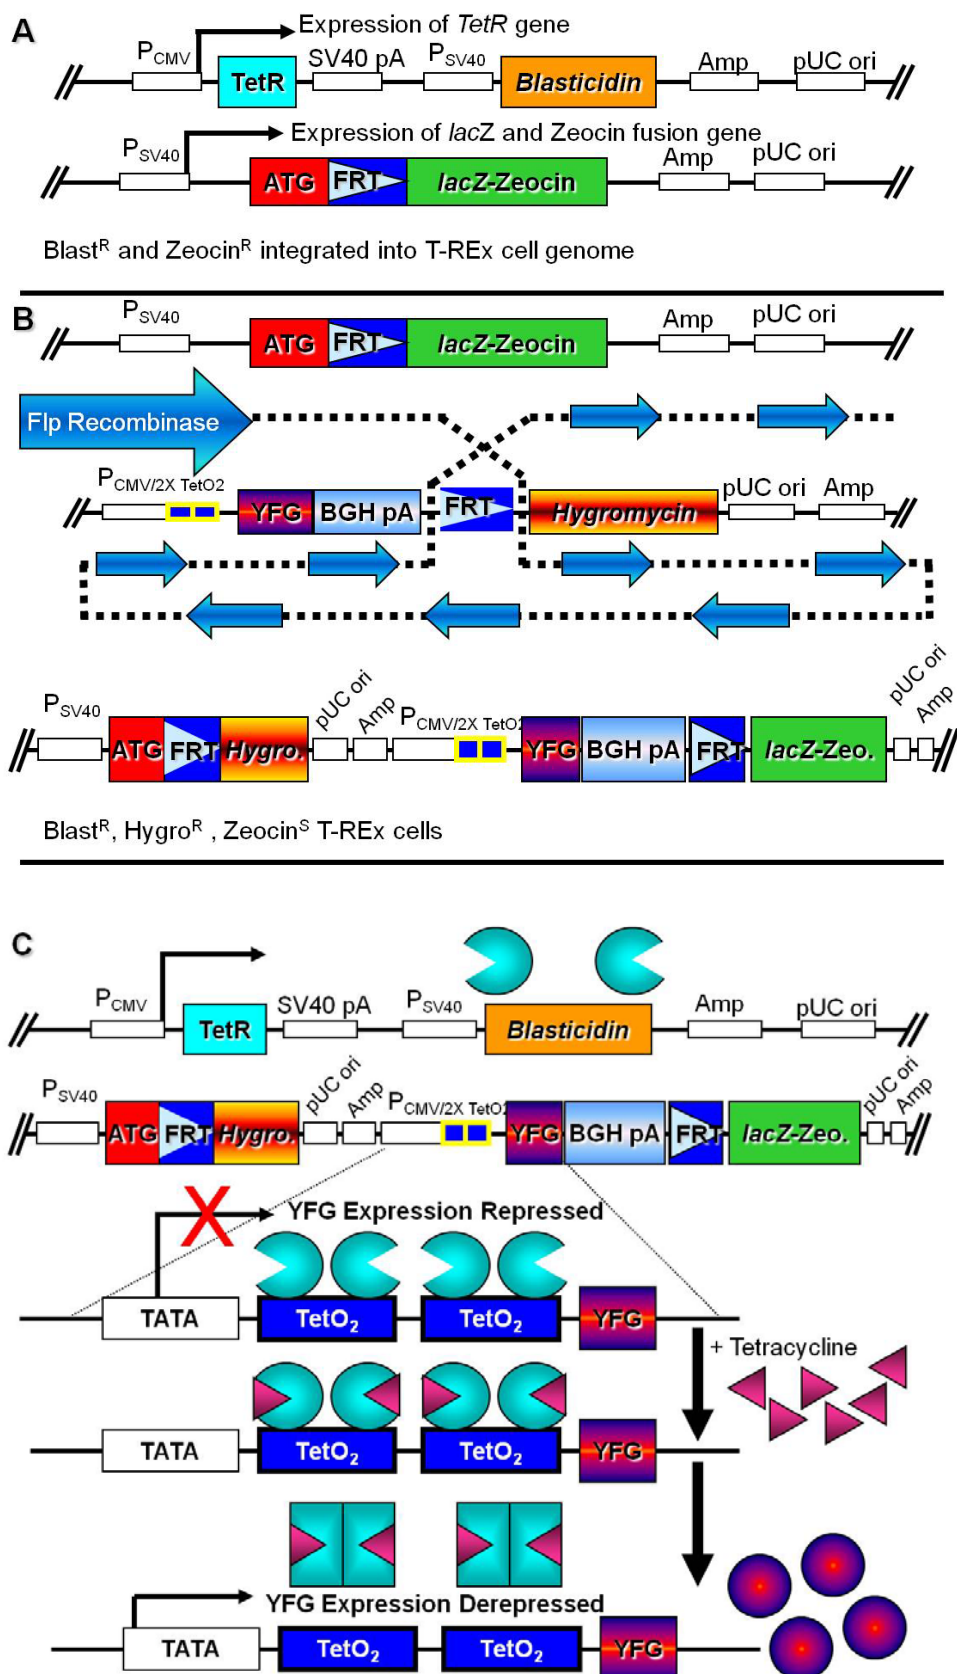 A
Expression of TetR gene
PCMV
SV40 pA
PSV40
TetR
Blasticidin
Amp
pUC ori
Expression of lacZ and Zeocin fusion gene
PSV40
ATG
FRT
lacZ-Zeocin
Amp
pUC ori
BlastR and ZeocinR integrated into T-REx cell genome
B
PSV40
ATG
FRT
lacZ-Zeocin
Amp
pUC ori
Flp Recombinase
PCMV/2X TetO2
YFG
BGH pA
FRT
Hygromycin
pUC ori
Amp
PSV40
ATG
FRT
Hygro.
pUC ori
Amp
PCMV/2X TetO2
YFG
BGH pA
FRT
lacZ-Zeo.
pUC ori
Amp
BlastR, HygroR , ZeocinS T-REx cells
C
PCMV
TetR
SV40 pA
PSV40
Blasticidin
Amp
pUC ori
PSV40
ATG
FRT
Hygro.
pUC ori
Amp
PCMV/2X TetO2
YFG
BGH pA
FRT
lacZ-Zeo.
pUC ori
Amp
YFG Expression Repressed
TATA
TetO2
TetO2
YFG
+ Tetracycline
TATA
TetO2
TetO2
YFG
YFG Expression Derepressed
TATA
TetO2
TetO2
YFG